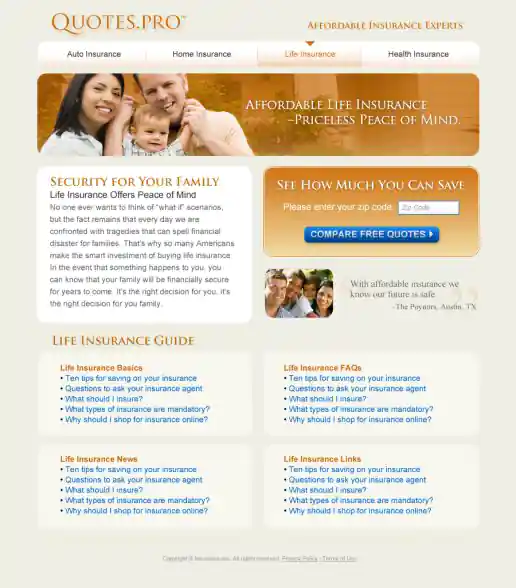 QUOTES.PRO™
AFFORDABLE INSURANCE EXPERTS
Auto Insurance
Home Insurance
Life Insurance
Health Insurance
AFFORDABLE LIFE INSURANCE
–PRICELESS PEACE OF MIND.
SECURITY FOR YOUR FAMILY
Life Insurance Offers Peace of Mind
No one ever wants to think of "what if" scenarios,
but the fact remains that every day we are
confronted with tragedies that can spell financial
disaster for families. That's why so many Americans
make the smart investment of buying life insurance
In the event that something happens to you, you
can know that your family will be financially secure
for years to come. It's the right decision for you, it's
the right decision for you family.
SEE HOW MUCH YOU CAN SAVE
Please enter your zip code:
Zip Code
COMPARE FREE QUOTES
With affordable insurance we
know our future is safe.
- The Poyners, Austin, TX
LIFE INSURANCE GUIDE
Life Insurance Basics
• Ten tips for saving on your insurance
• Questions to ask your insurance agent
• What should I insure?
• What types of insurance are mandatory?
• Why should I shop for insurance online?
Life Insurance FAQs
• Ten tips for saving on your insurance
• Questions to ask your insurance agent
• What should I insure?
• What types of insurance are mandatory?
• Why should I shop for insurance online?
Life Insurance News
• Ten tips for saving on your insurance
• Questions to ask your insurance agent
• What should I insure?
• What types of insurance are mandatory?
• Why should I shop for insurance online?
Life Insurance Links
• Ten tips for saving on your insurance
• Questions to ask your insurance agent
• What should I insure?
• What types of insurance are mandatory?
• Why should I shop for insurance online?
Copyright © All rights reserved. Privacy Policy - Terms of Use